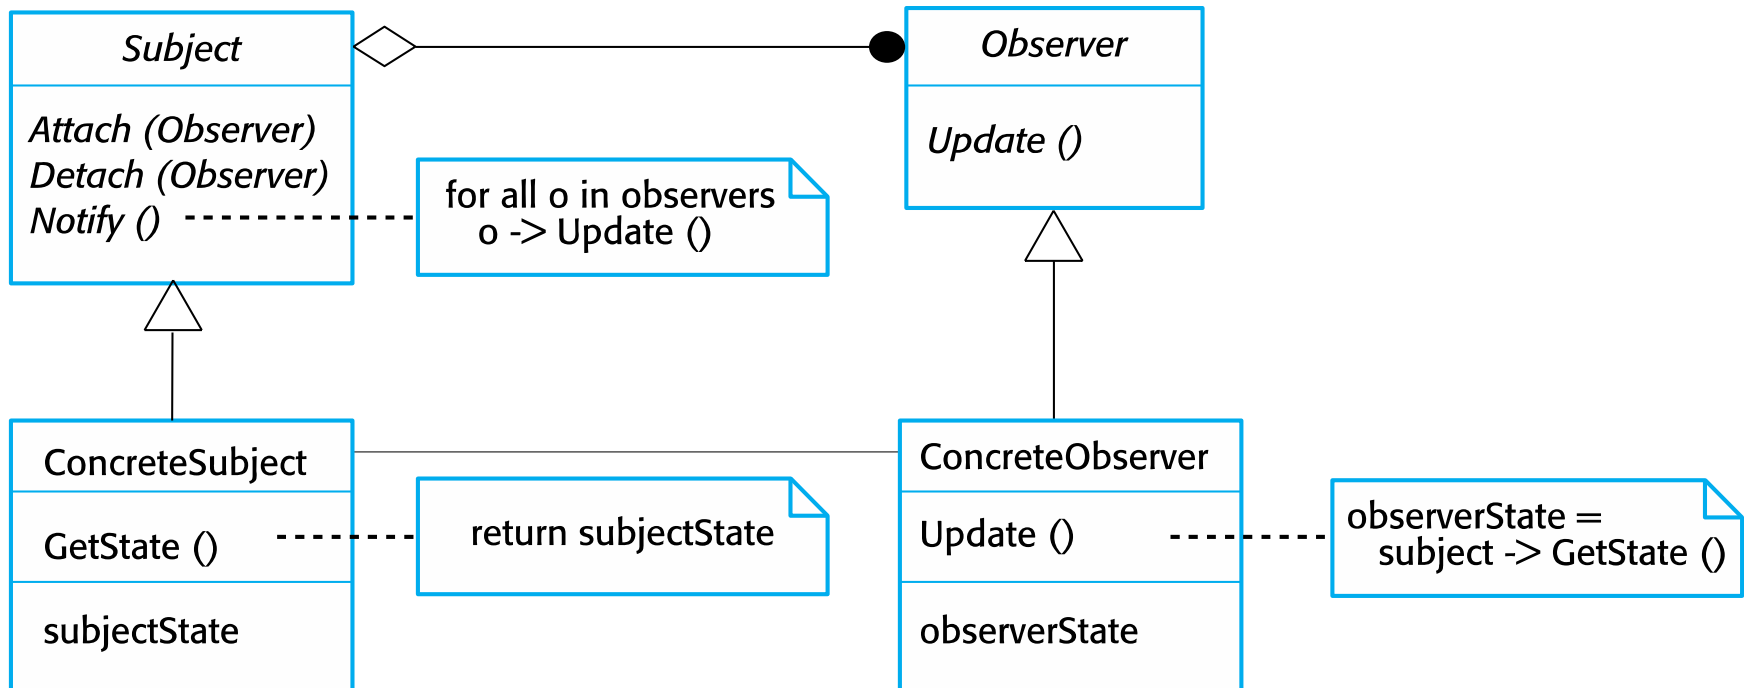 Subject
Attach (Observer)
Detach (Observer)
Notify ()
for all o in observers
o -> Update ()
Observer
Update ()
ConcreteSubject
GetState ()
subjectState
return subjectState
ConcreteObserver
Update ()
observerState
observerState =
subject -> GetState ()